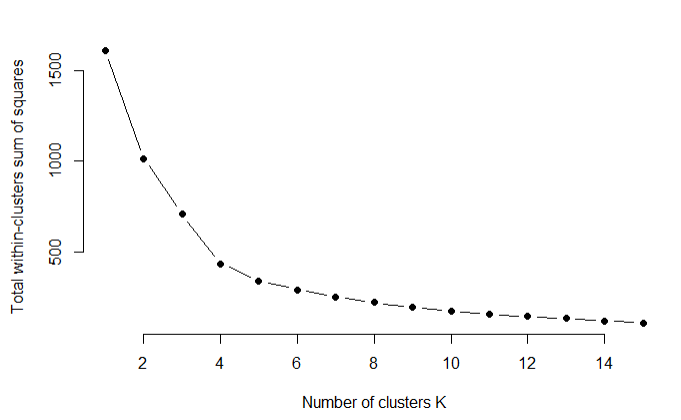 Total within-clusters sum of squares
1500
1000
500
2 4 6 8 10 12 14
Number of clusters K